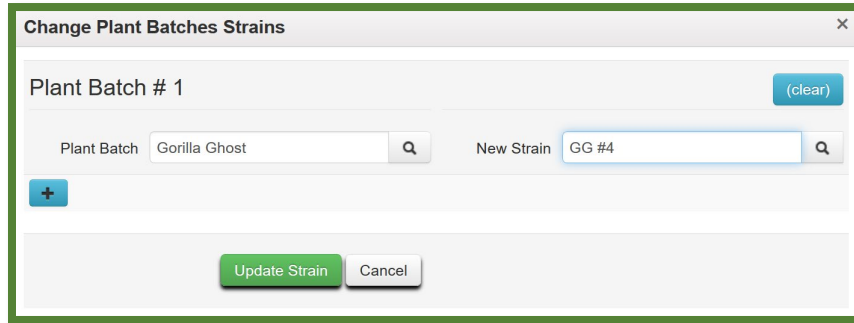 Change Plant Batches Strains ×
Plant Batch # 1 (clear)
Plant Batch Gorilla Ghost New Strain GG #4
+
Update Strain Cancel